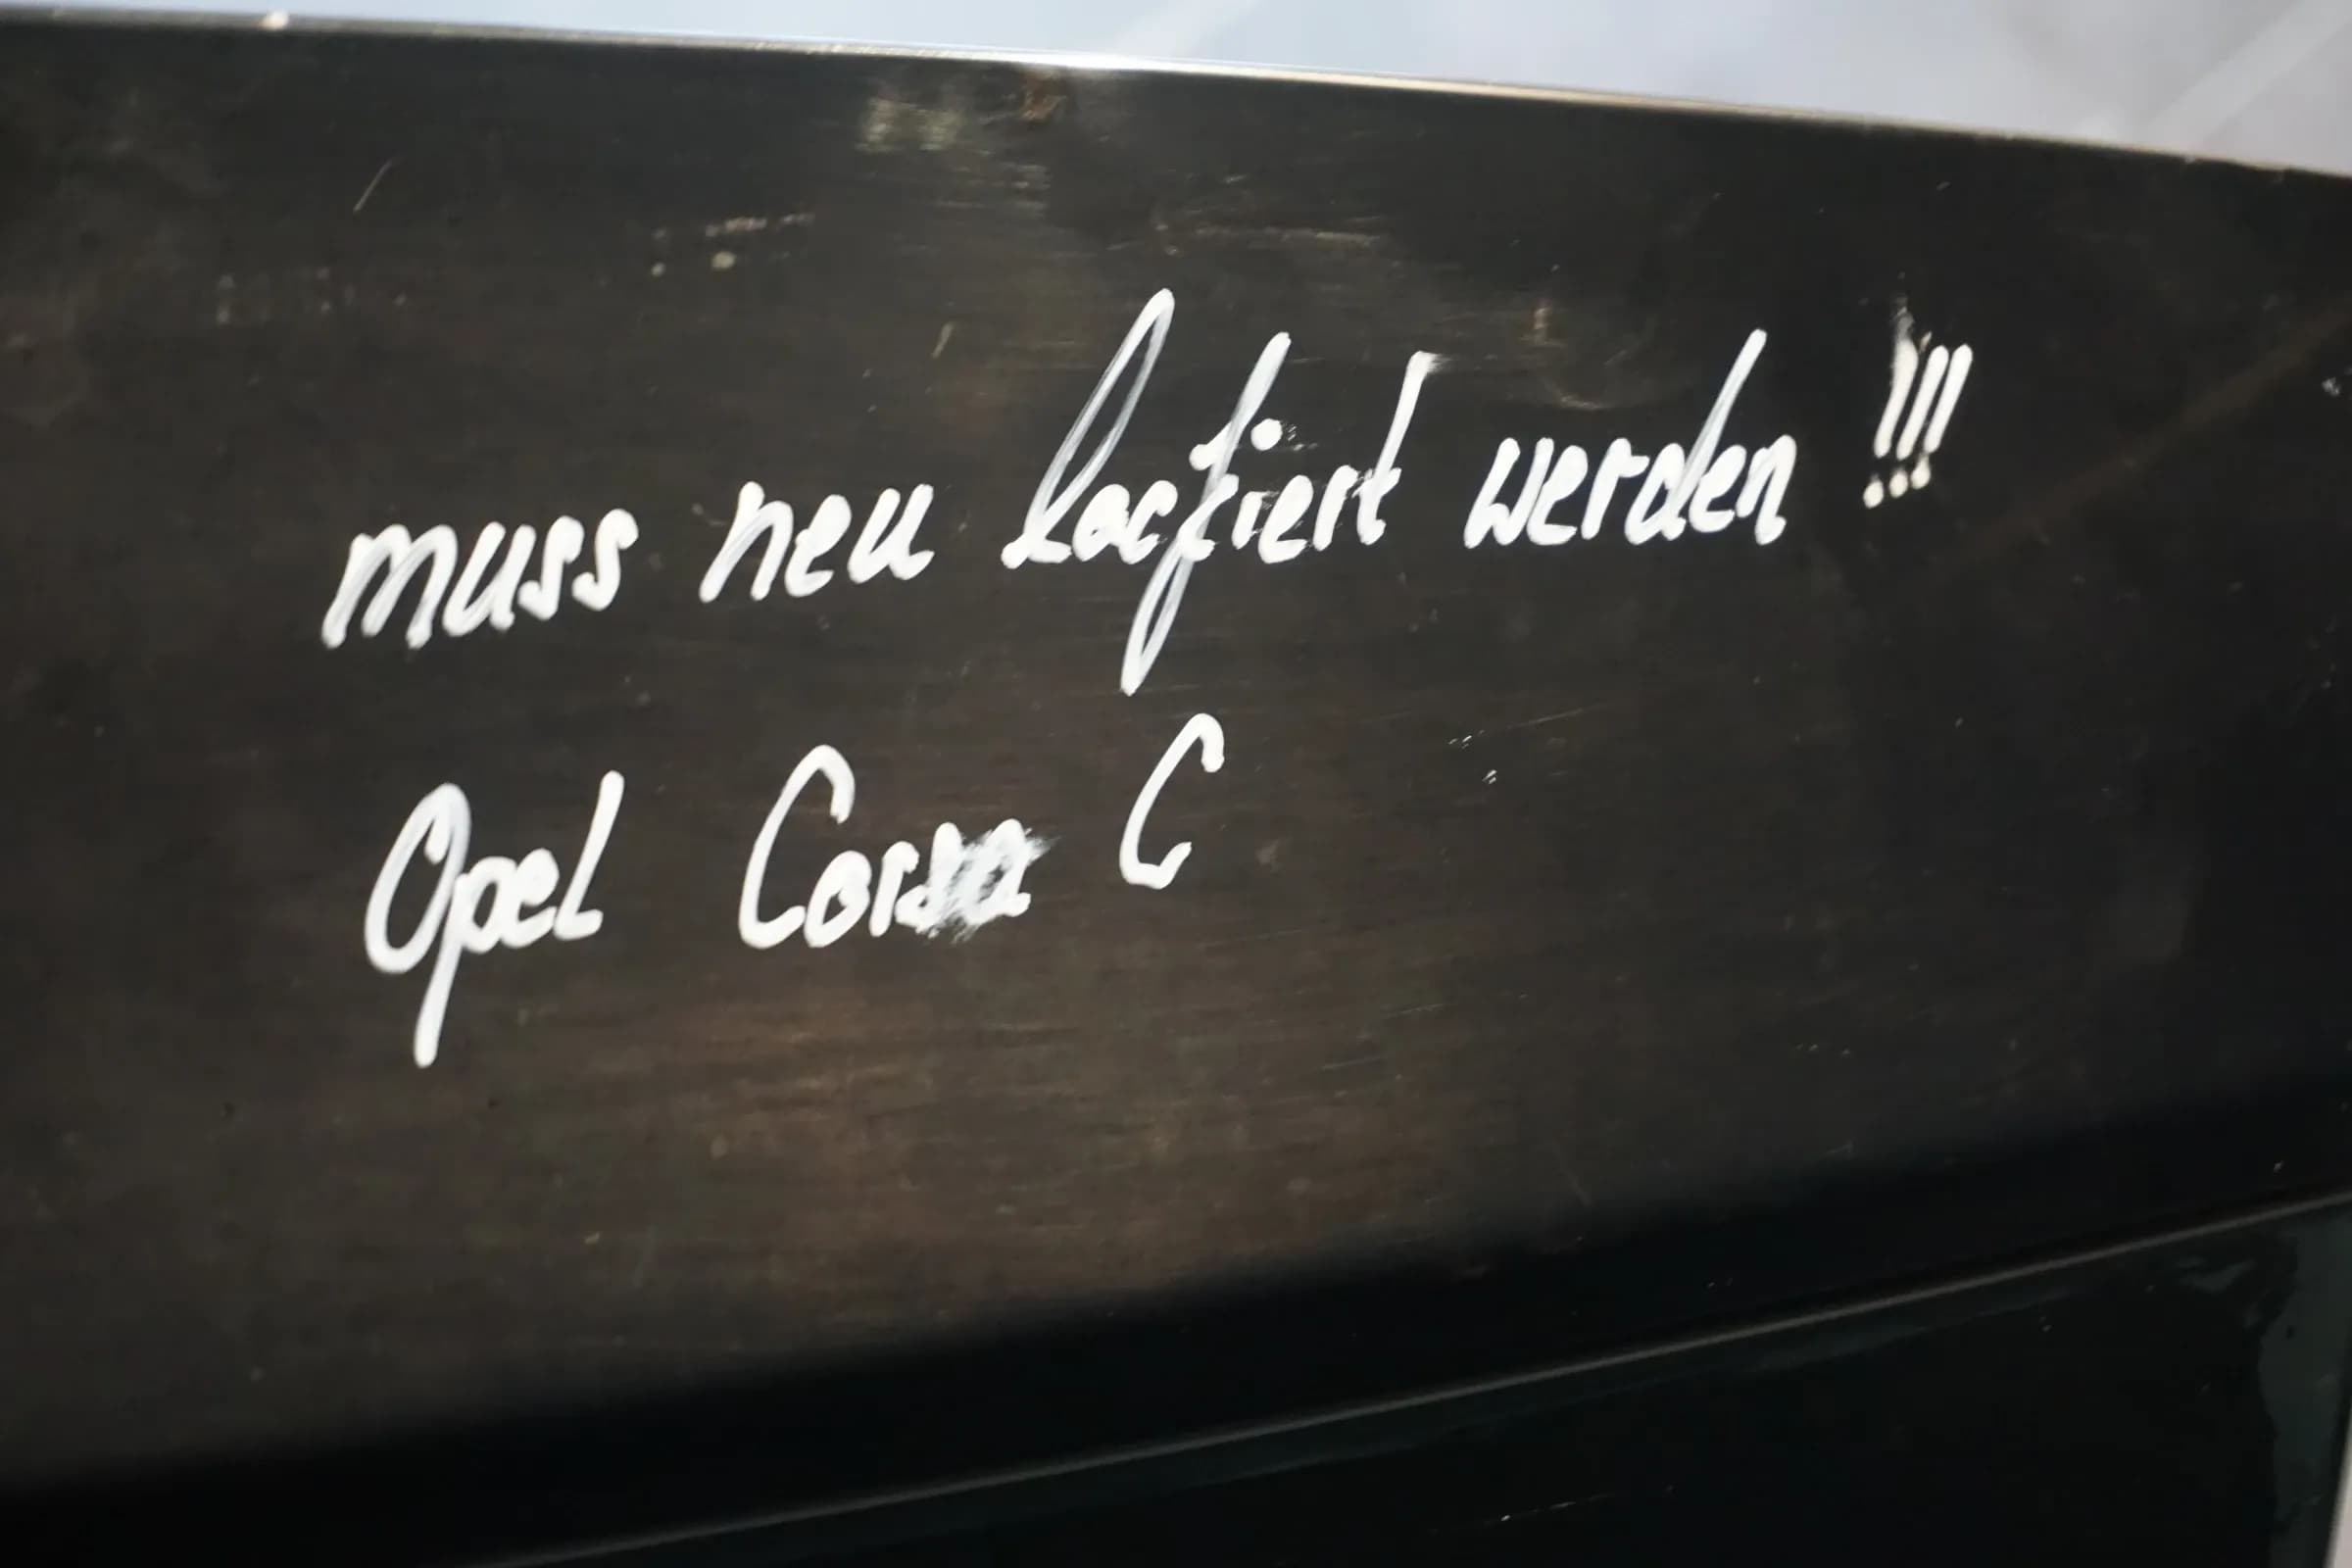 muss neu lackiert werden !!!
Opel Corsa C